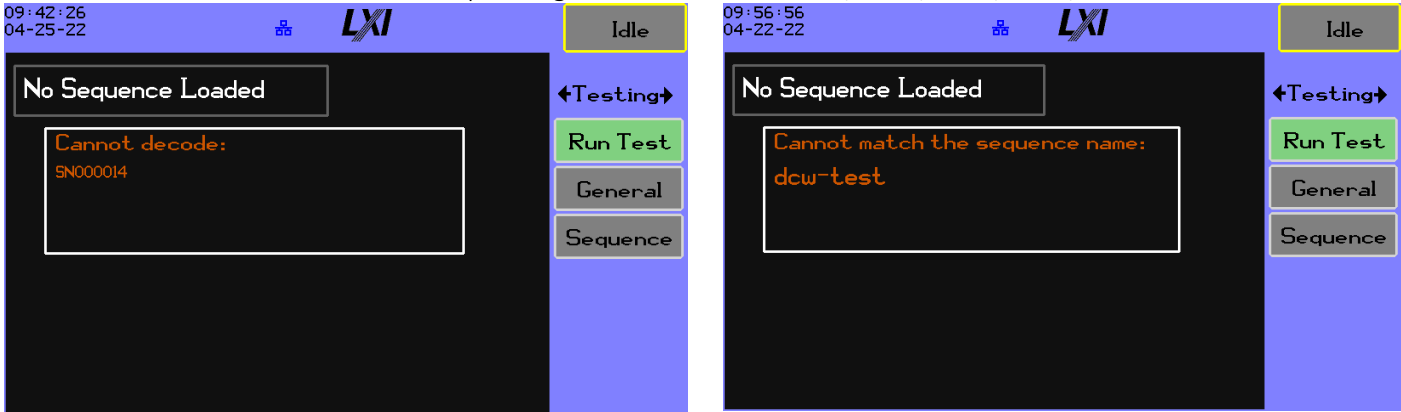 09:42:26
04-25-22
LXI
Idle
No Sequence Loaded
Testing
Cannot decode:
SN000014
Run Test
General
Sequence
09:56:56
04-22-22
LXI
Idle
No Sequence Loaded
Testing
Cannot match the sequence name:
dcw-test
Run Test
General
Sequence